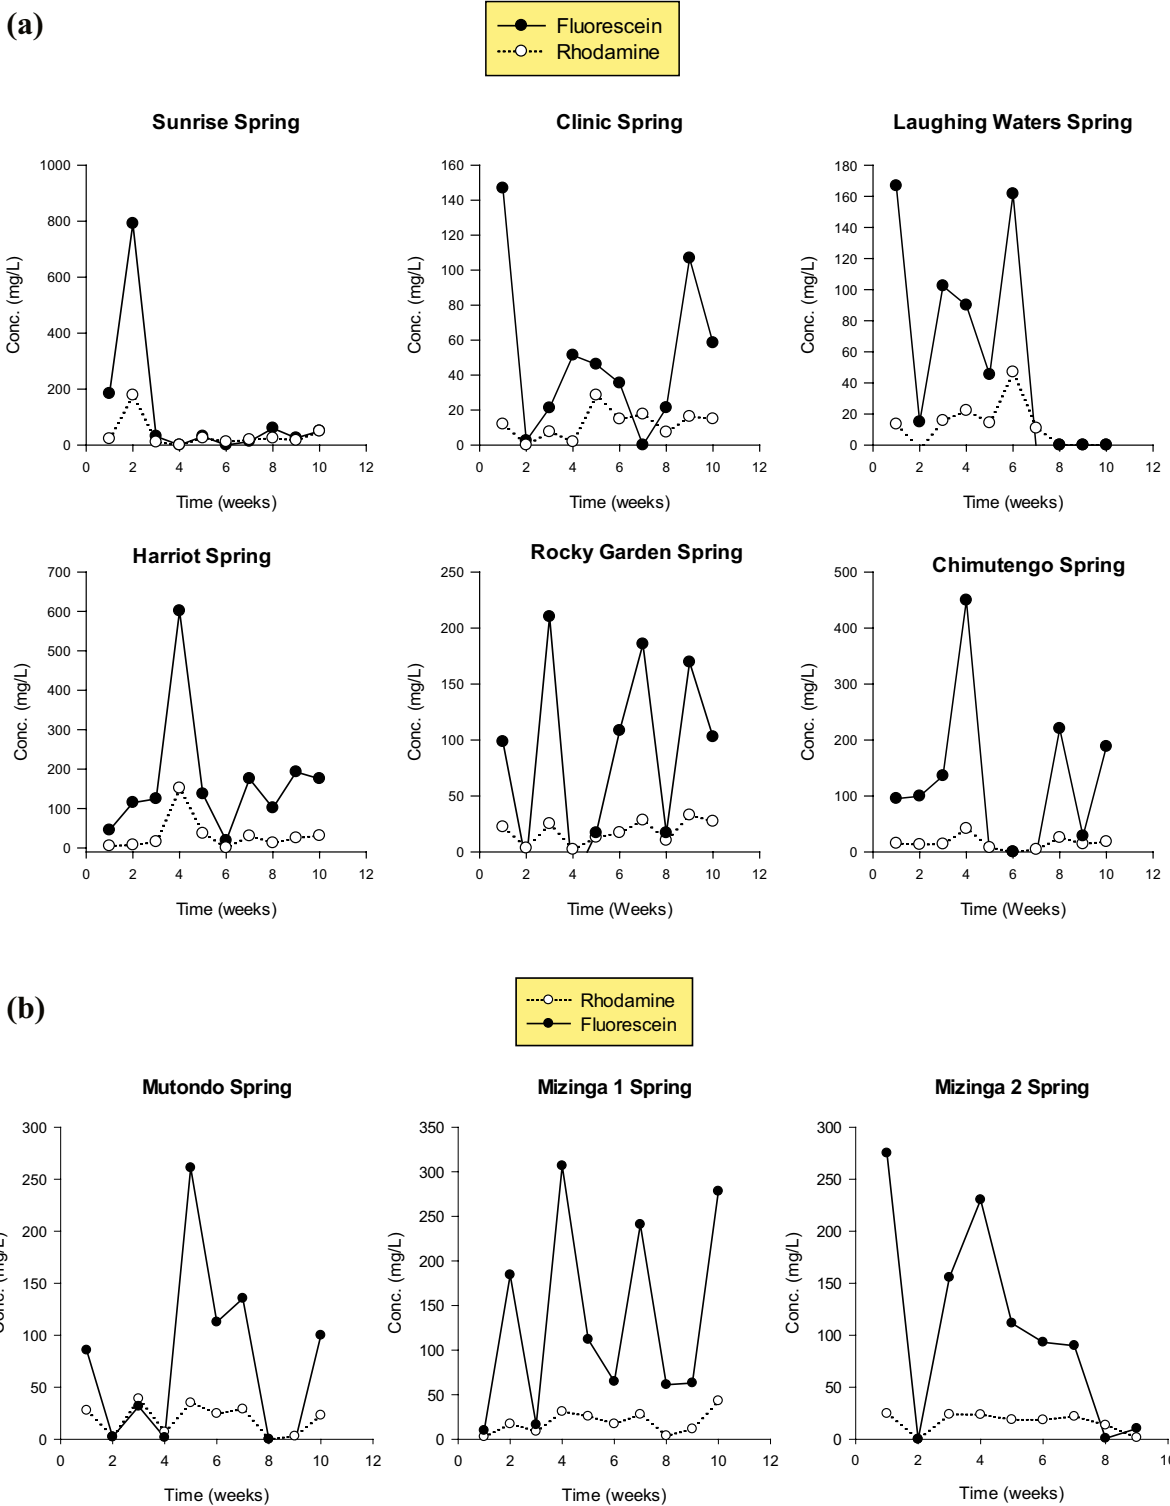 (a)
Fluorescein
Rhodamine
Sunrise Spring
Clinic Spring
Laughing Waters Spring
1000
800
600
400
200
0
Conc. (mg/L)
0 2 4 6 8 10 12
Time (weeks)
160
140
120
100
80
60
40
20
0
Conc. (mg/L)
0 2 4 6 8 10 12
Time (weeks)
180
160
140
120
100
80
60
40
20
0
Conc. (mg/L)
0 2 4 6 8 10 12
Time (weeks)
Harriot Spring
Rocky Garden Spring
Chimutengo Spring
700
600
500
400
300
200
100
0
Conc. (mg/L)
0 2 4 6 8 10 12
Time (weeks)
250
200
150
100
50
0
Conc. (mg/L)
0 2 4 6 8 10 12
Time (Weeks)
500
400
300
200
100
0
Conc. (mg/L)
0 2 4 6 8 10 12
Time (Weeks)
(b)
Rhodamine
Fluorescein
Mutondo Spring
Mizinga 1 Spring
Mizinga 2 Spring
300
250
200
150
100
50
0
Conc. (mg/L)
0 2 4 6 8 10 12
Time (weeks)
350
300
250
200
150
100
50
0
Conc. (mg/L)
0 2 4 6 8 10 12
Time (weeks)
300
250
200
150
100
50
0
Conc. (mg/L)
0 2 4 6 8 10
Time (weeks)